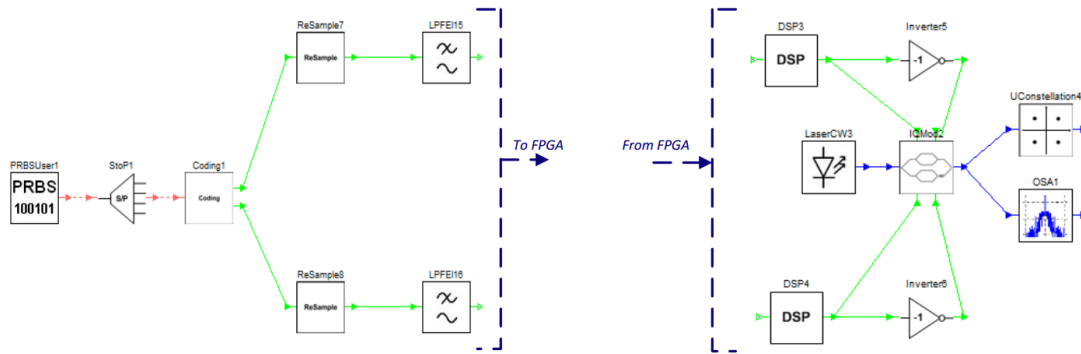 ReSample7
ReSample
LPFEI15
PRBSUser1
PRBS
100101
StoP1
S/P
Coding1
Coding
ReSample8
ReSample
LPFEI16
To FPGA
From FPGA
DSP3
DSP
Inverter5
-1
LaserCW3
IQMod2
UConstellation4
OSA1
DSP4
DSP
Inverter6
-1